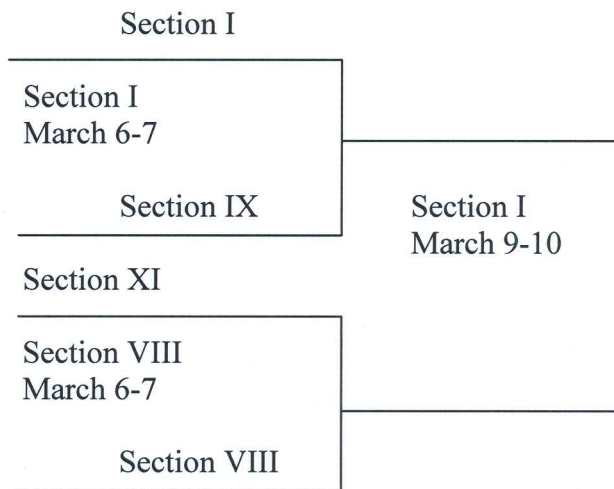 Section I
Section I
March 6-7
Section IX
Section I
March 9-10
Section XI
Section VIII
March 6-7
Section VIII